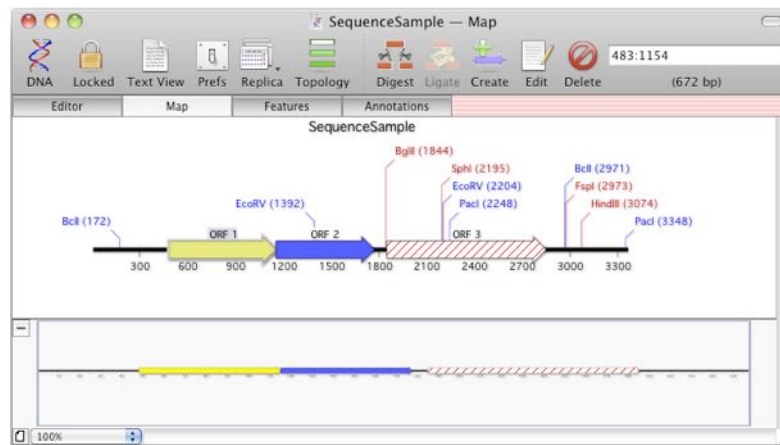 SequenceSample — Map
DNA Locked Text View Prefs Replica Topology Digest Ligate Create Edit Delete
483:1154
(672 bp)
Editor Map Features Annotations
SequenceSample
BglII (1844)
SphI (2195) BclI (2971)
EcoRV (2204) FspI (2973)
EcoRV (1392) PacI (2248) HindIII (3074)
BclI (172) PacI (3348)
ORF 1 ORF 2 ORF 3
300 600 900 1200 1500 1800 2100 2400 2700 3000 3300
100%